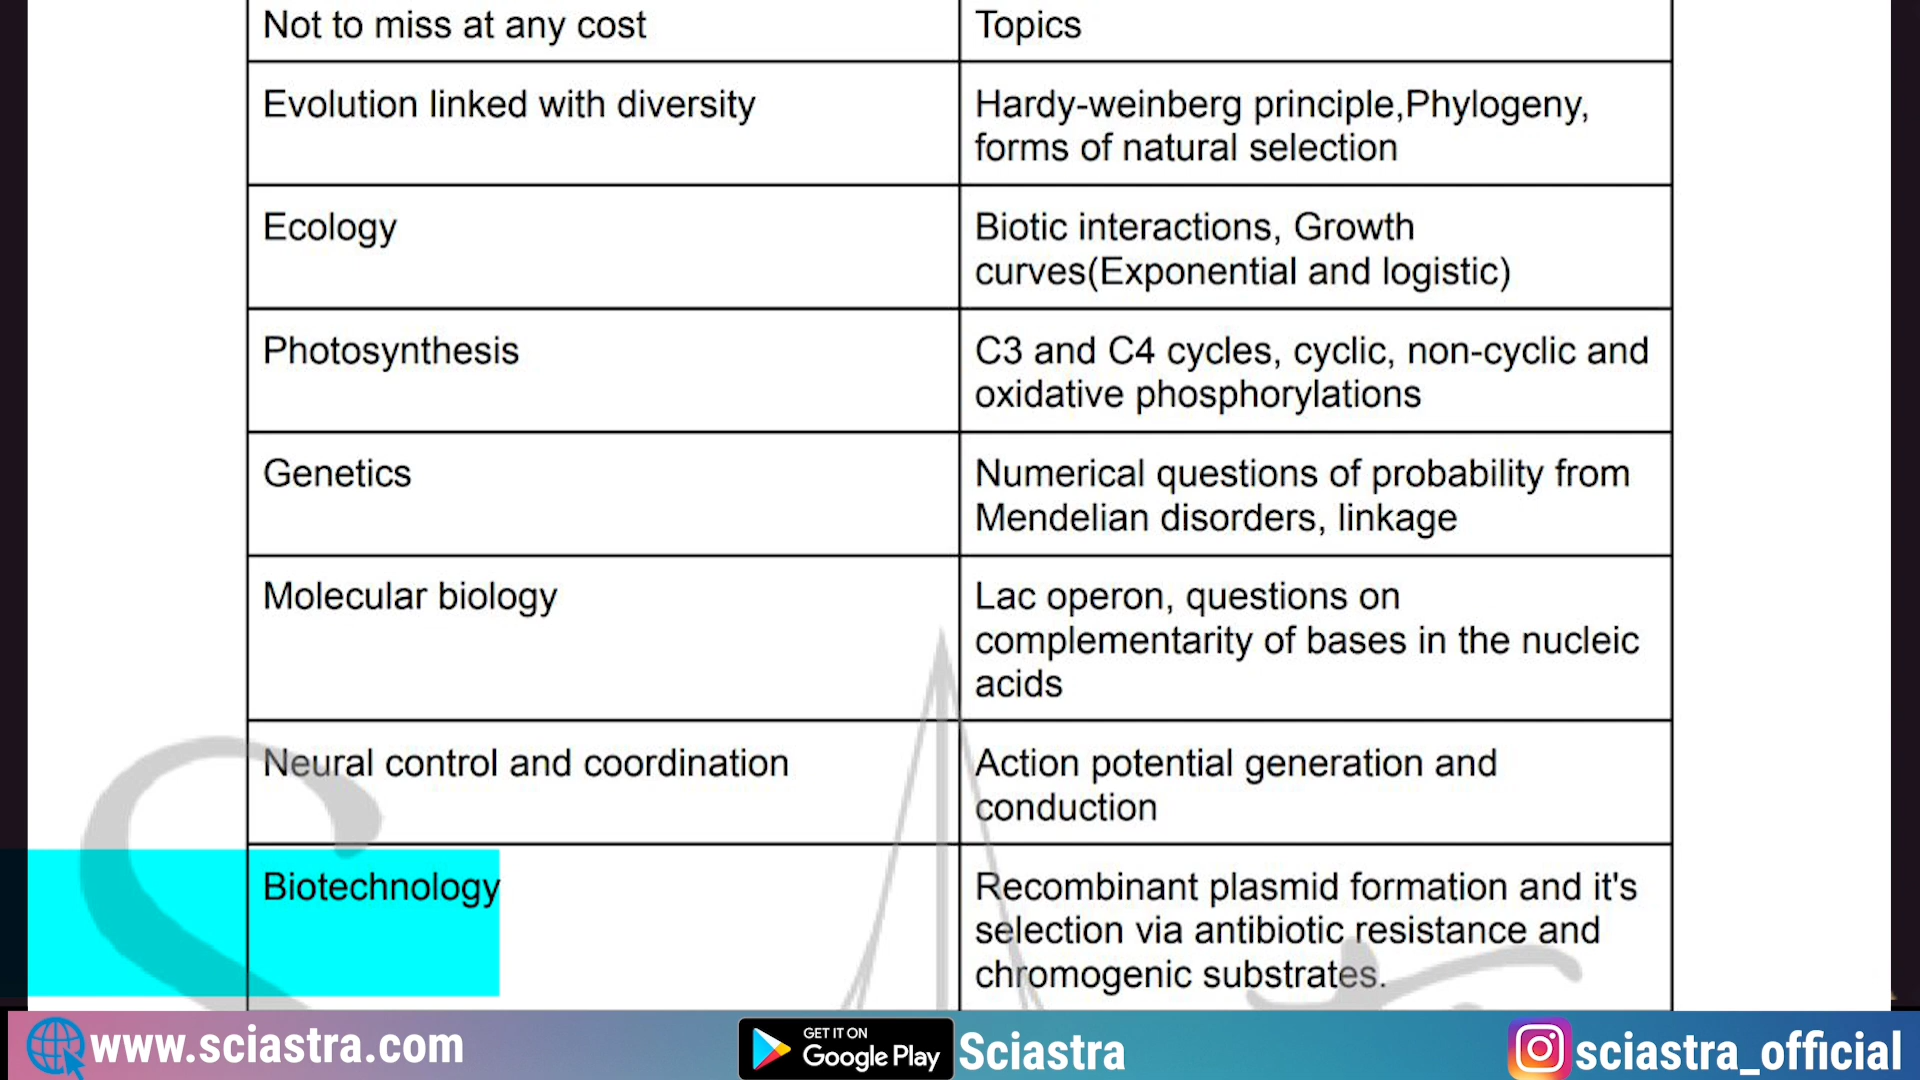 Not to miss at any cost
Topics
Evolution linked with diversity
Hardy-weinberg principle,Phylogeny,
forms of natural selection
Ecology
Biotic interactions, Growth
curves(Exponential and logistic)
Photosynthesis
C3 and C4 cycles, cyclic, non-cyclic and
oxidative phosphorylations
Genetics
Numerical questions of probability from
Mendelian disorders, linkage
Molecular biology
Lac operon, questions on
complementarity of bases in the nucleic
acids
Neural control and coordination
Action potential generation and
conduction
Biotechnology
Recombinant plasmid formation and it's
selection via antibiotic resistance and
chromogenic substrates.
www.sciastra.com
GET IT ON
Google Play
Sciastra
sciastra_official